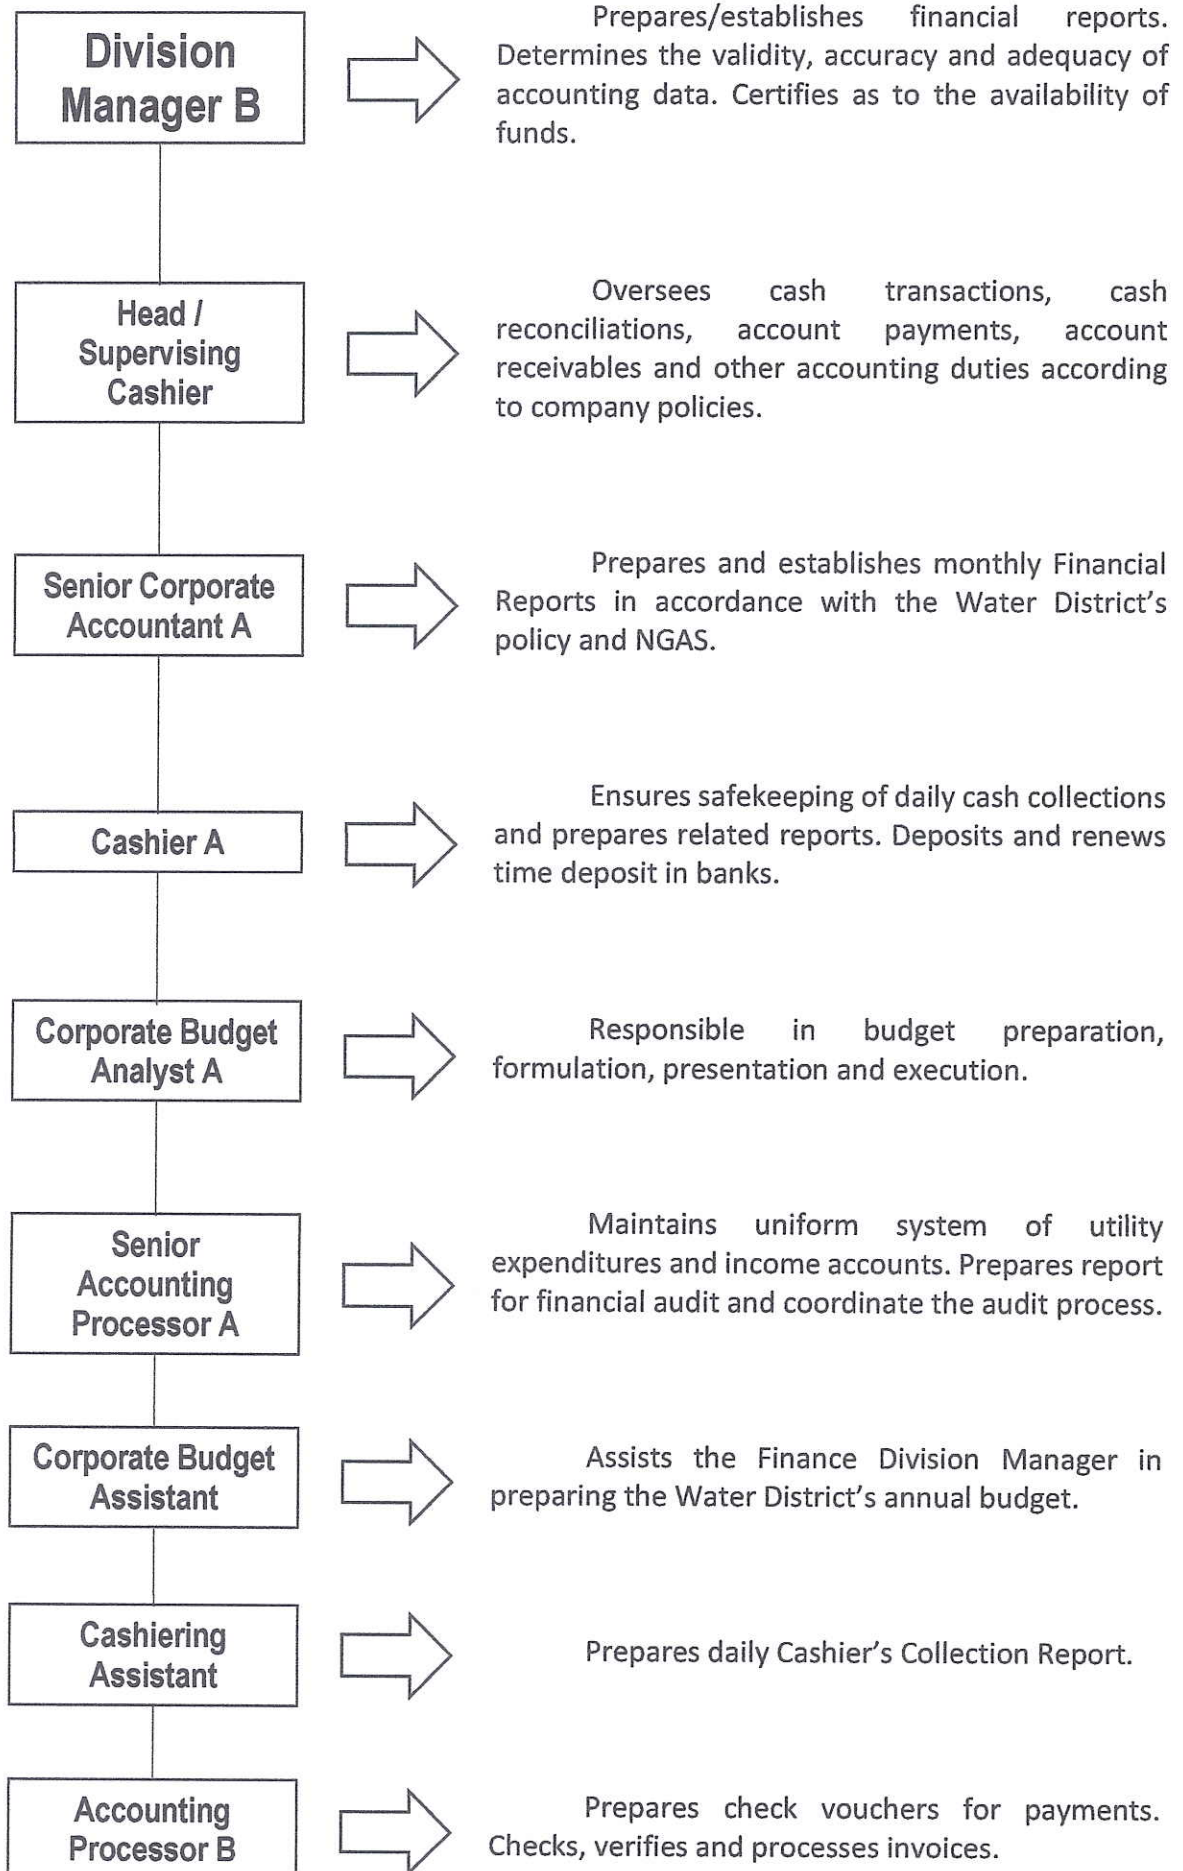 Division
Manager B
Prepares/establishes financial reports.
Determines the validity, accuracy and adequacy of
accounting data. Certifies as to the availability of
funds.
Head /
Supervising
Cashier
Oversees cash transactions, cash
reconciliations, account payments, account
receivables and other accounting duties according
to company policies.
Senior Corporate
Accountant A
Prepares and establishes monthly Financial
Reports in accordance with the Water District's
policy and NGAS.
Cashier A
Ensures safekeeping of daily cash collections
and prepares related reports. Deposits and renews
time deposit in banks.
Corporate Budget
Analyst A
Responsible in budget preparation,
formulation, presentation and execution.
Senior
Accounting
Processor A
Maintains uniform system of utility
expenditures and income accounts. Prepares report
for financial audit and coordinate the audit process.
Corporate Budget
Assistant
Assists the Finance Division Manager in
preparing the Water District's annual budget.
Cashiering
Assistant
Prepares daily Cashier's Collection Report.
Accounting
Processor B
Prepares check vouchers for payments.
Checks, verifies and processes invoices.